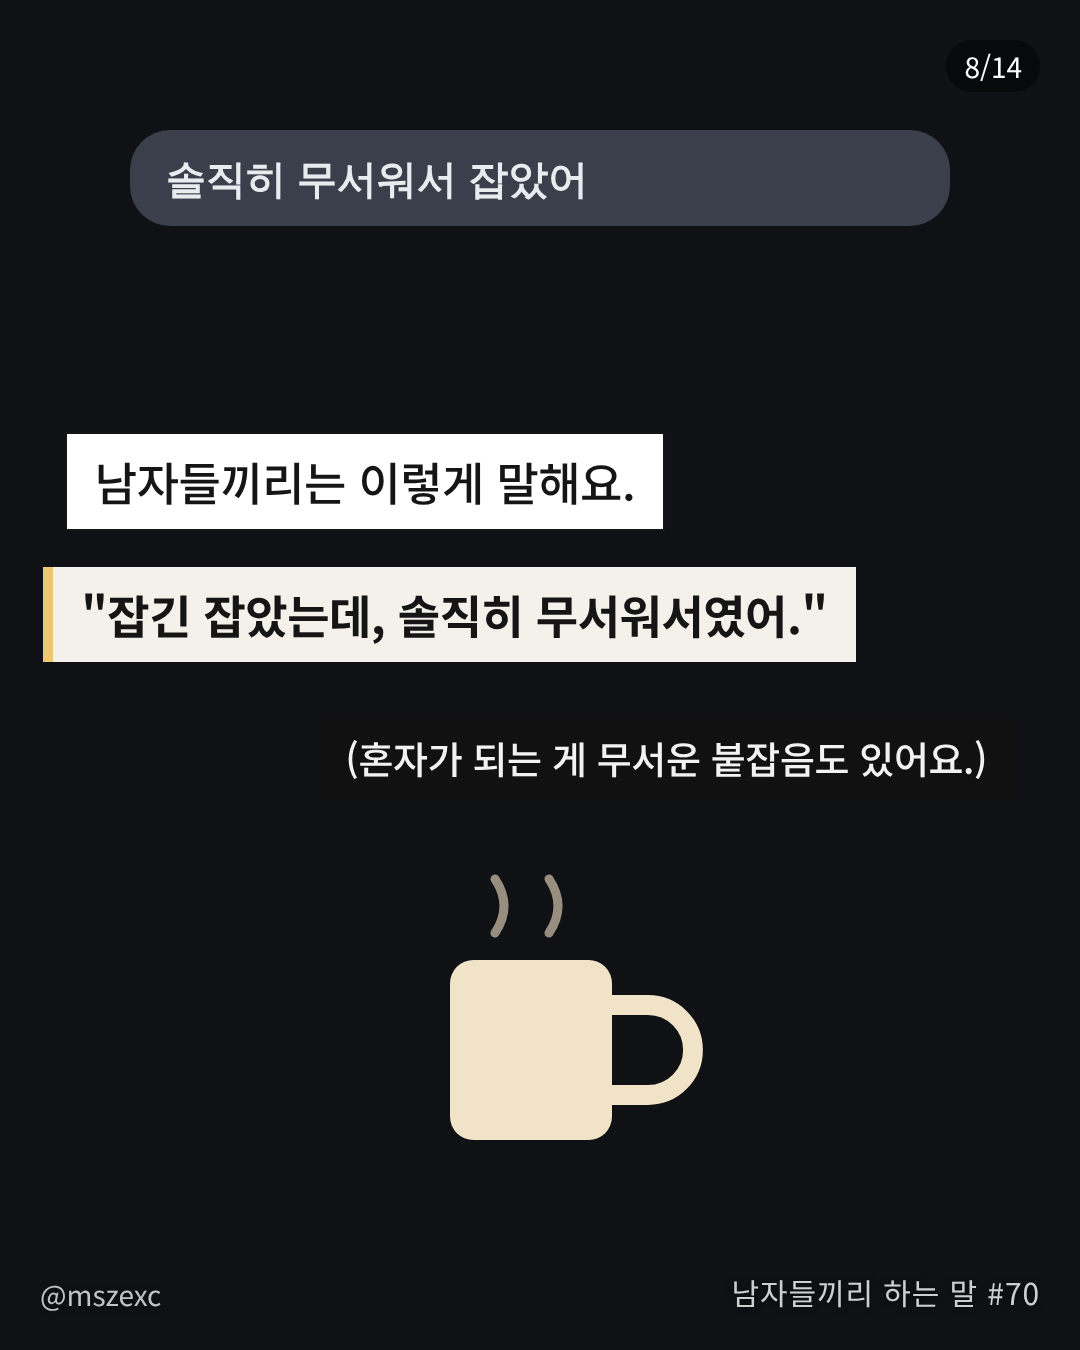 8/14
솔직히 무서워서 잡았어
남자들끼리는 이렇게 말해요.
"잡긴 잡았는데, 솔직히 무서워서였어."
(혼자가 되는 게 무서운 붙잡음도 있어요.)
@mszexc
남자들끼리 하는 말 #70